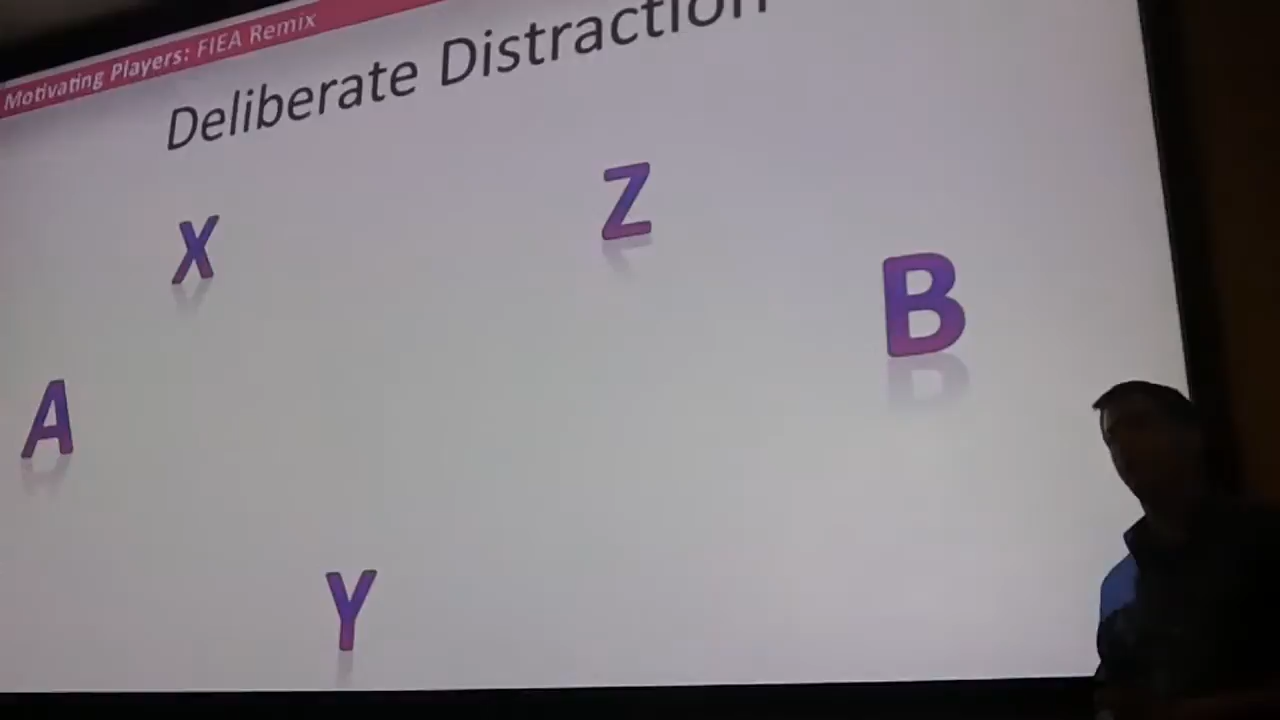 Motivating Players: FIEA Remix
Deliberate Distraction
X
Z
B
A
Y